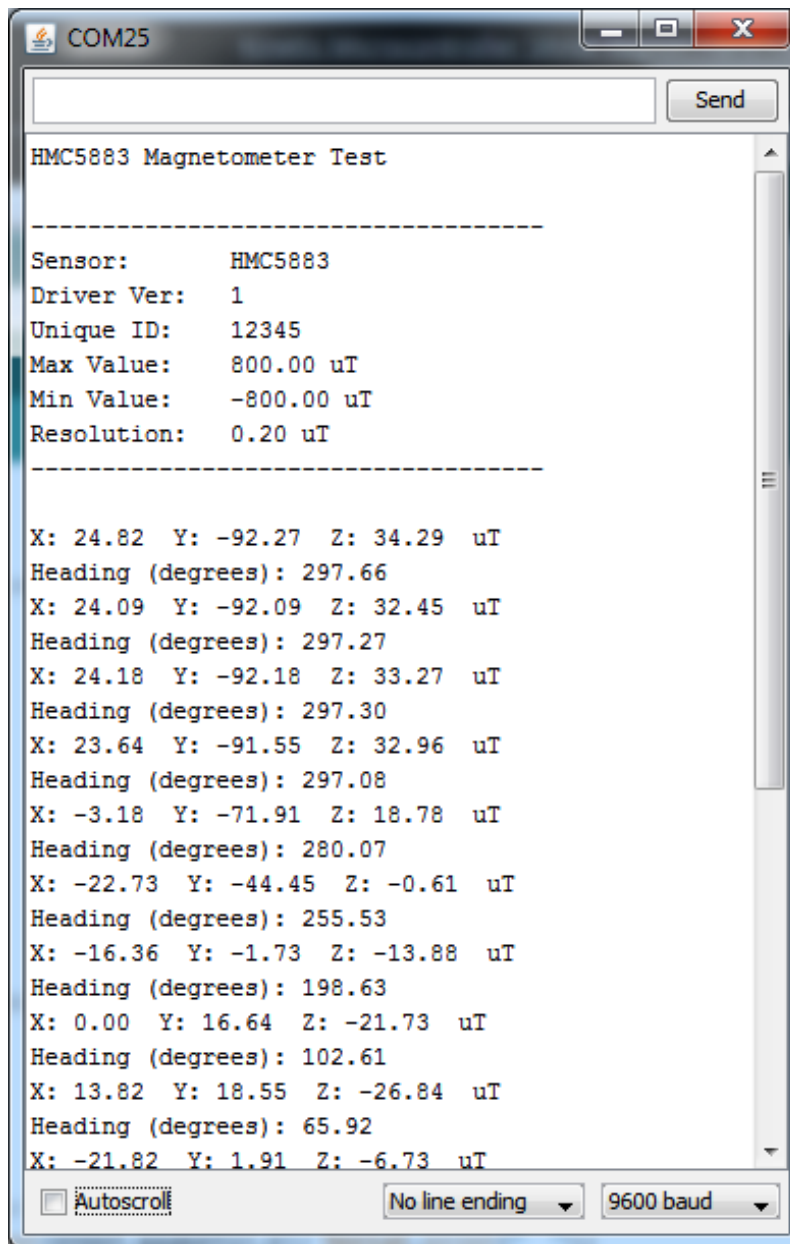 COM25
Send
HMC5883 Magnetometer Test
------------------------------------
Sensor: HMC5883
Driver Ver: 1
Unique ID: 12345
Max Value: 800.00 uT
Min Value: -800.00 uT
Resolution: 0.20 uT
------------------------------------
X: 24.82 Y: -92.27 Z: 34.29 uT
Heading (degrees): 297.66
X: 24.09 Y: -92.09 Z: 32.45 uT
Heading (degrees): 297.27
X: 24.18 Y: -92.18 Z: 33.27 uT
Heading (degrees): 297.30
X: 23.64 Y: -91.55 Z: 32.96 uT
Heading (degrees): 297.08
X: -3.18 Y: -71.91 Z: 18.78 uT
Heading (degrees): 280.07
X: -22.73 Y: -44.45 Z: -0.61 uT
Heading (degrees): 255.53
X: -16.36 Y: -1.73 Z: -13.88 uT
Heading (degrees): 198.63
X: 0.00 Y: 16.64 Z: -21.73 uT
Heading (degrees): 102.61
X: 13.82 Y: 18.55 Z: -26.84 uT
Heading (degrees): 65.92
X: -21.82 Y: 1.91 Z: -6.73 uT
Autoscroll No line ending 9600 baud